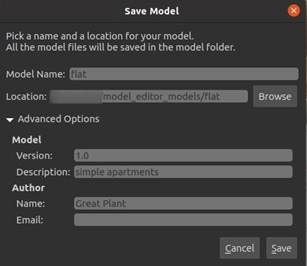 Save Model
Pick a name and a location for your model.
All the model files will be saved in the model folder.
Model Name: flat
Location: /model_editor_models/flat Browse
Advanced Options
Model
Version: 1.0
Description: simple apartments
Author
Name: Great Plant
Email:
Cancel Save